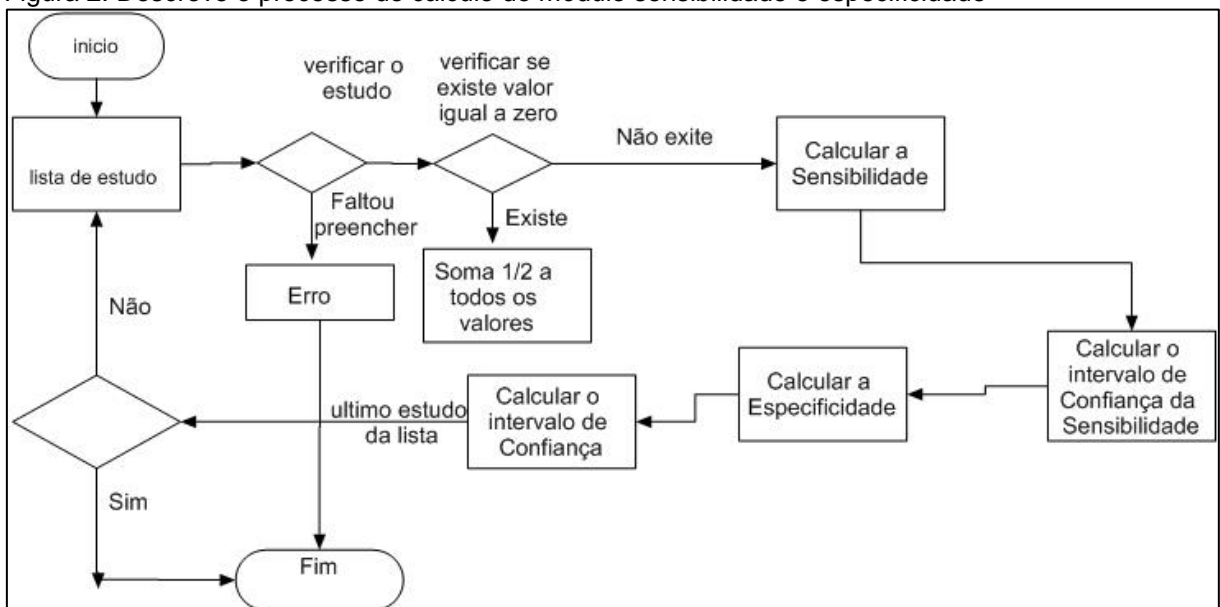 Figura 2: Descreve o processo de cálculo do módulo sensibilidade e especificidade
inicio
verificar o
estudo
verificar se
existe valor
igual a zero
Não exite
Calcular a
Sensibilidade
lista de estudo
Faltou
preencher
Existe
Erro
Soma 1/2 a
todos os
valores
Não
Calcular o
intervalo de
Confiança da
Sensibilidade
Calcular a
Especificidade
Calcular o
intervalo de
Confiança
ultimo estudo
da lista
Sim
Fim